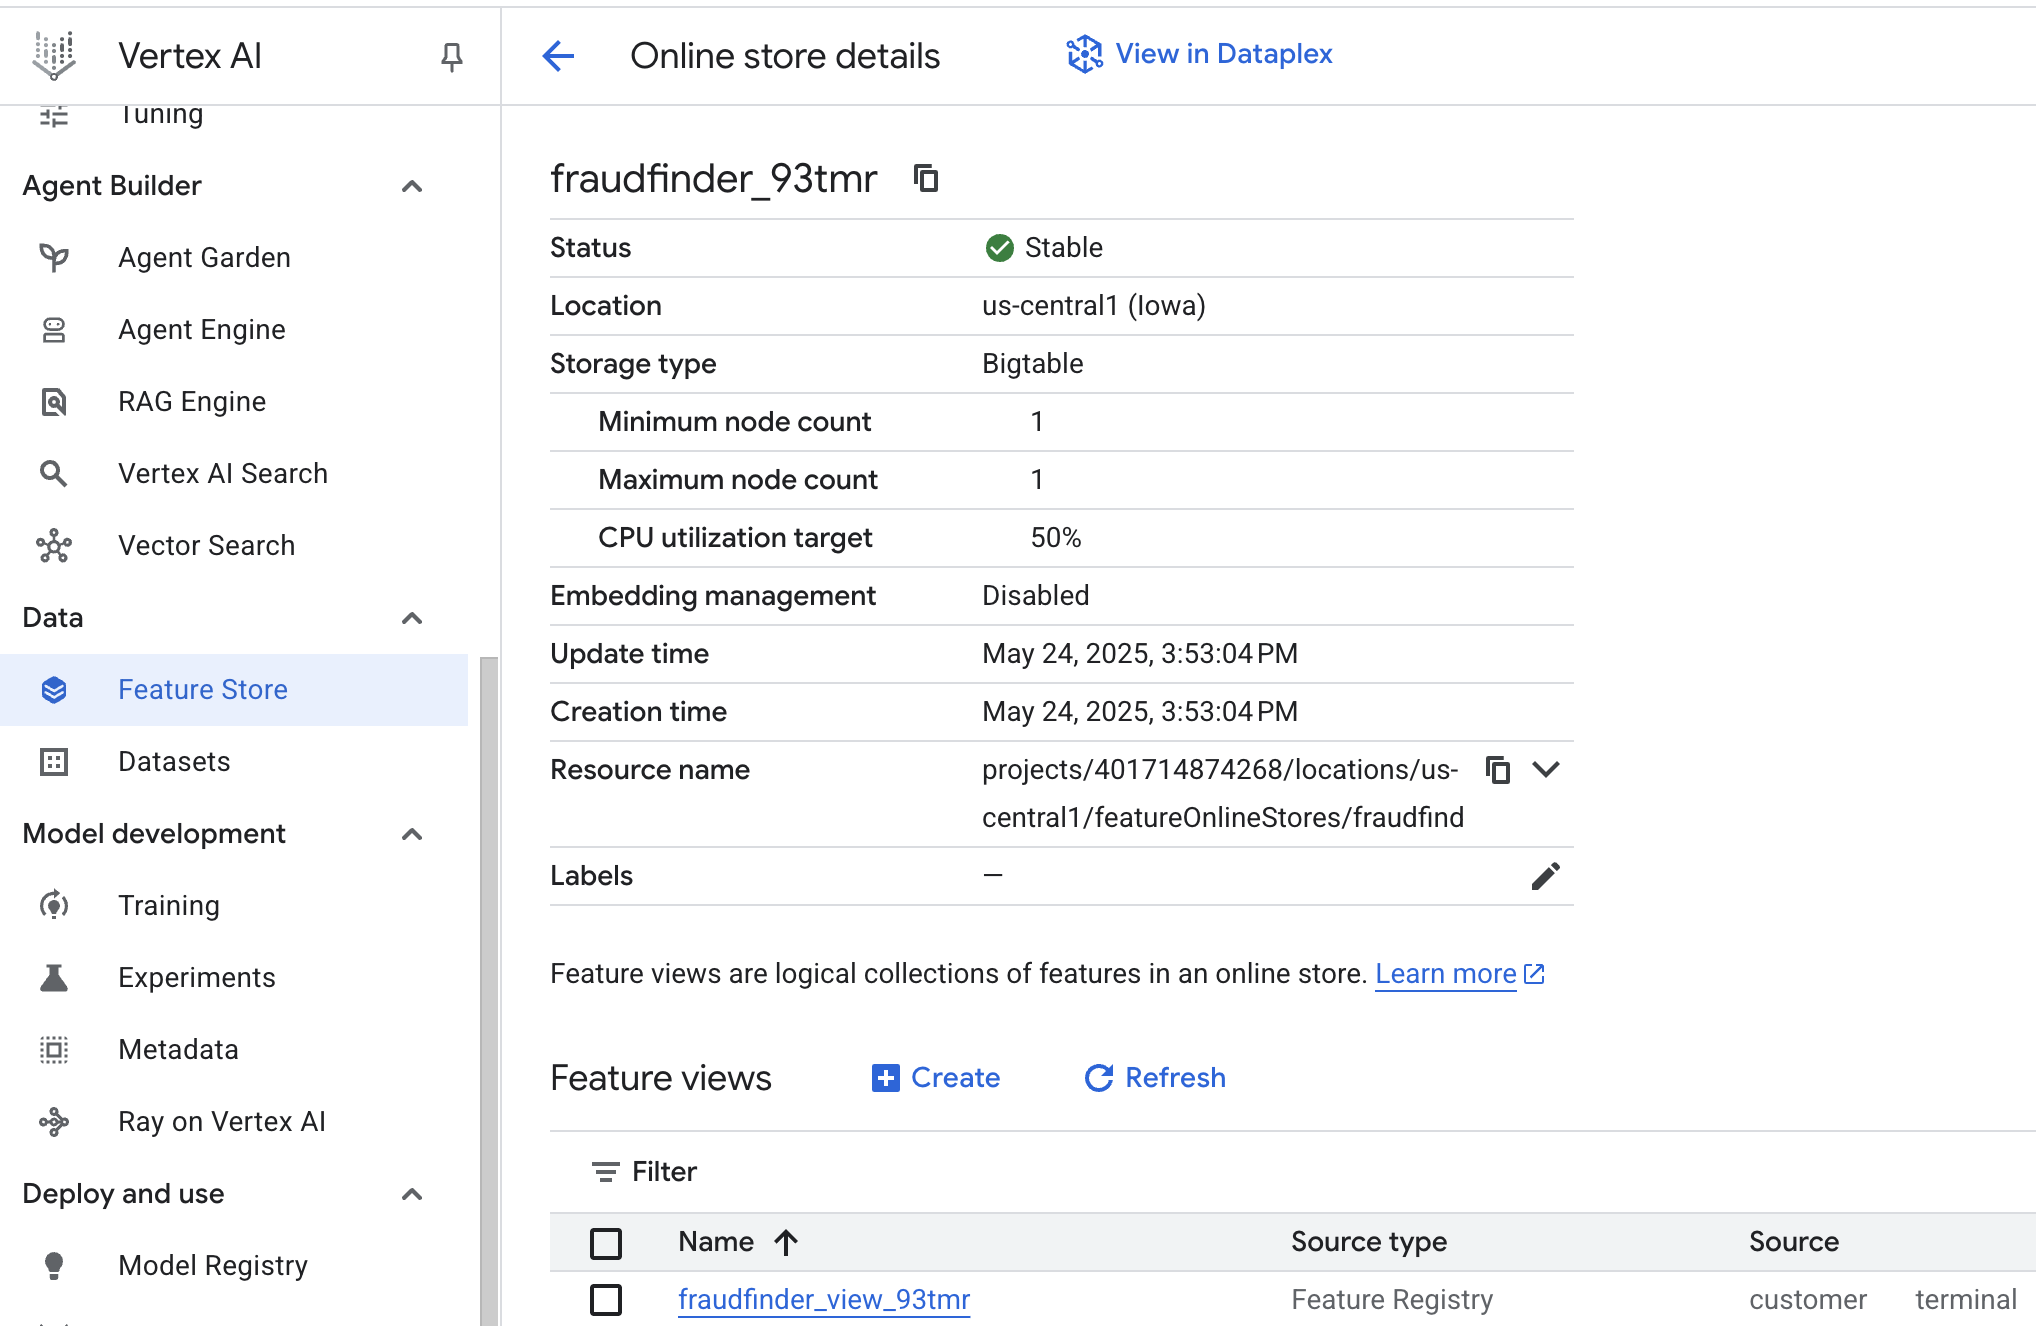 Vertex AI
Online store details
View in Dataplex
Tuning
Agent Builder
Agent Garden
Agent Engine
RAG Engine
Vertex AI Search
Vector Search
Data
Feature Store
Datasets
Model development
Training
Experiments
Metadata
Ray on Vertex AI
Deploy and use
Model Registry
fraudfinder_93tmr
Status Stable
Location us-central1 (Iowa)
Storage type Bigtable
Minimum node count 1
Maximum node count 1
CPU utilization target 50%
Embedding management Disabled
Update time May 24, 2025, 3:53:04 PM
Creation time May 24, 2025, 3:53:04 PM
Resource name projects/401714874268/locations/us-
central1/featureOnlineStores/fraudfind
Labels —
Feature views are logical collections of features in an online store. Learn more
Feature views Create Refresh
Filter
Name Source type Source
fraudfinder_view_93tmr Feature Registry customer terminal